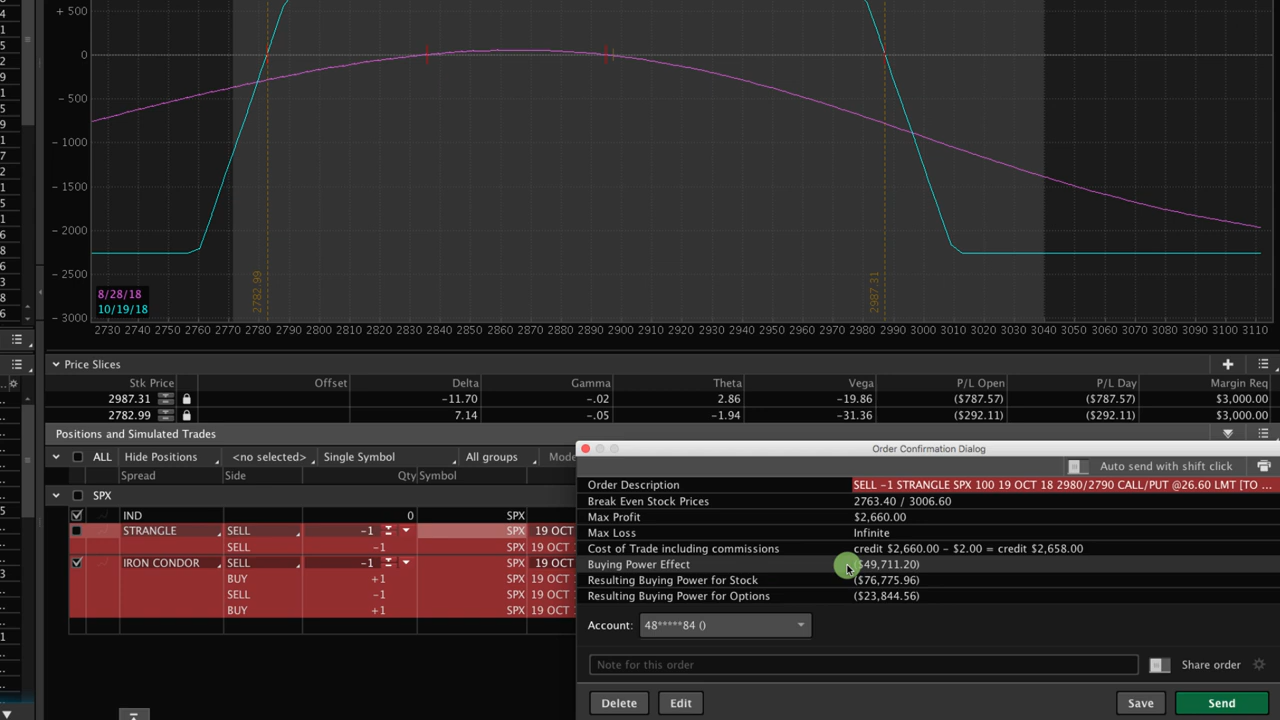 + 500
0
- 500
- 1000
- 1500
- 2000
- 2500
- 3000
2782.99
2987.31
8/28/18
10/19/18
2730 2740 2750 2760 2770 2780 2790 2800 2810 2820 2830 2840 2850 2860 2870 2880 2890 2900 2910 2920 2930 2940 2950 2960 2970 2980 2990 3000 3010 3020 3030 3040 3050 3060 3070 3080 3090 3100 3110
Price Slices
Stk Price Offset Delta Gamma Theta Vega P/L Open P/L Day Margin Req
2987.31 -11.70 -.02 2.86 -19.86 ($787.57) ($787.57) $3,000.00
2782.99 7.14 -.05 -1.94 -31.36 ($292.11) ($292.11) $3,000.00
Positions and Simulated Trades
ALL Hide Positions <no selected> Single Symbol All groups
Spread Side Qty Symbol
SPX
IND 0 SPX
STRANGLE SELL -1 SPX 19 OCT
SELL -1 SPX 19 OCT
IRON CONDOR SELL -1 SPX 19 OCT
BUY +1 SPX 19 OCT
SELL -1 SPX 19 OCT
BUY +1 SPX 19 OCT
Order Confirmation Dialog
Auto send with shift click
Order Description SELL -1 STRANGLE SPX 100 19 OCT 18 2980/2790 CALL/PUT @26.60 LMT [TO ...
Break Even Stock Prices 2763.40 / 3006.60
Max Profit $2,660.00
Max Loss Infinite
Cost of Trade including commissions credit $2,660.00 - $2.00 = credit $2,658.00
Buying Power Effect ($49,711.20)
Resulting Buying Power for Stock ($76,775.96)
Resulting Buying Power for Options ($23,844.56)
Account: 48*****84 ()
Note for this order Share order
Delete Edit Save Send